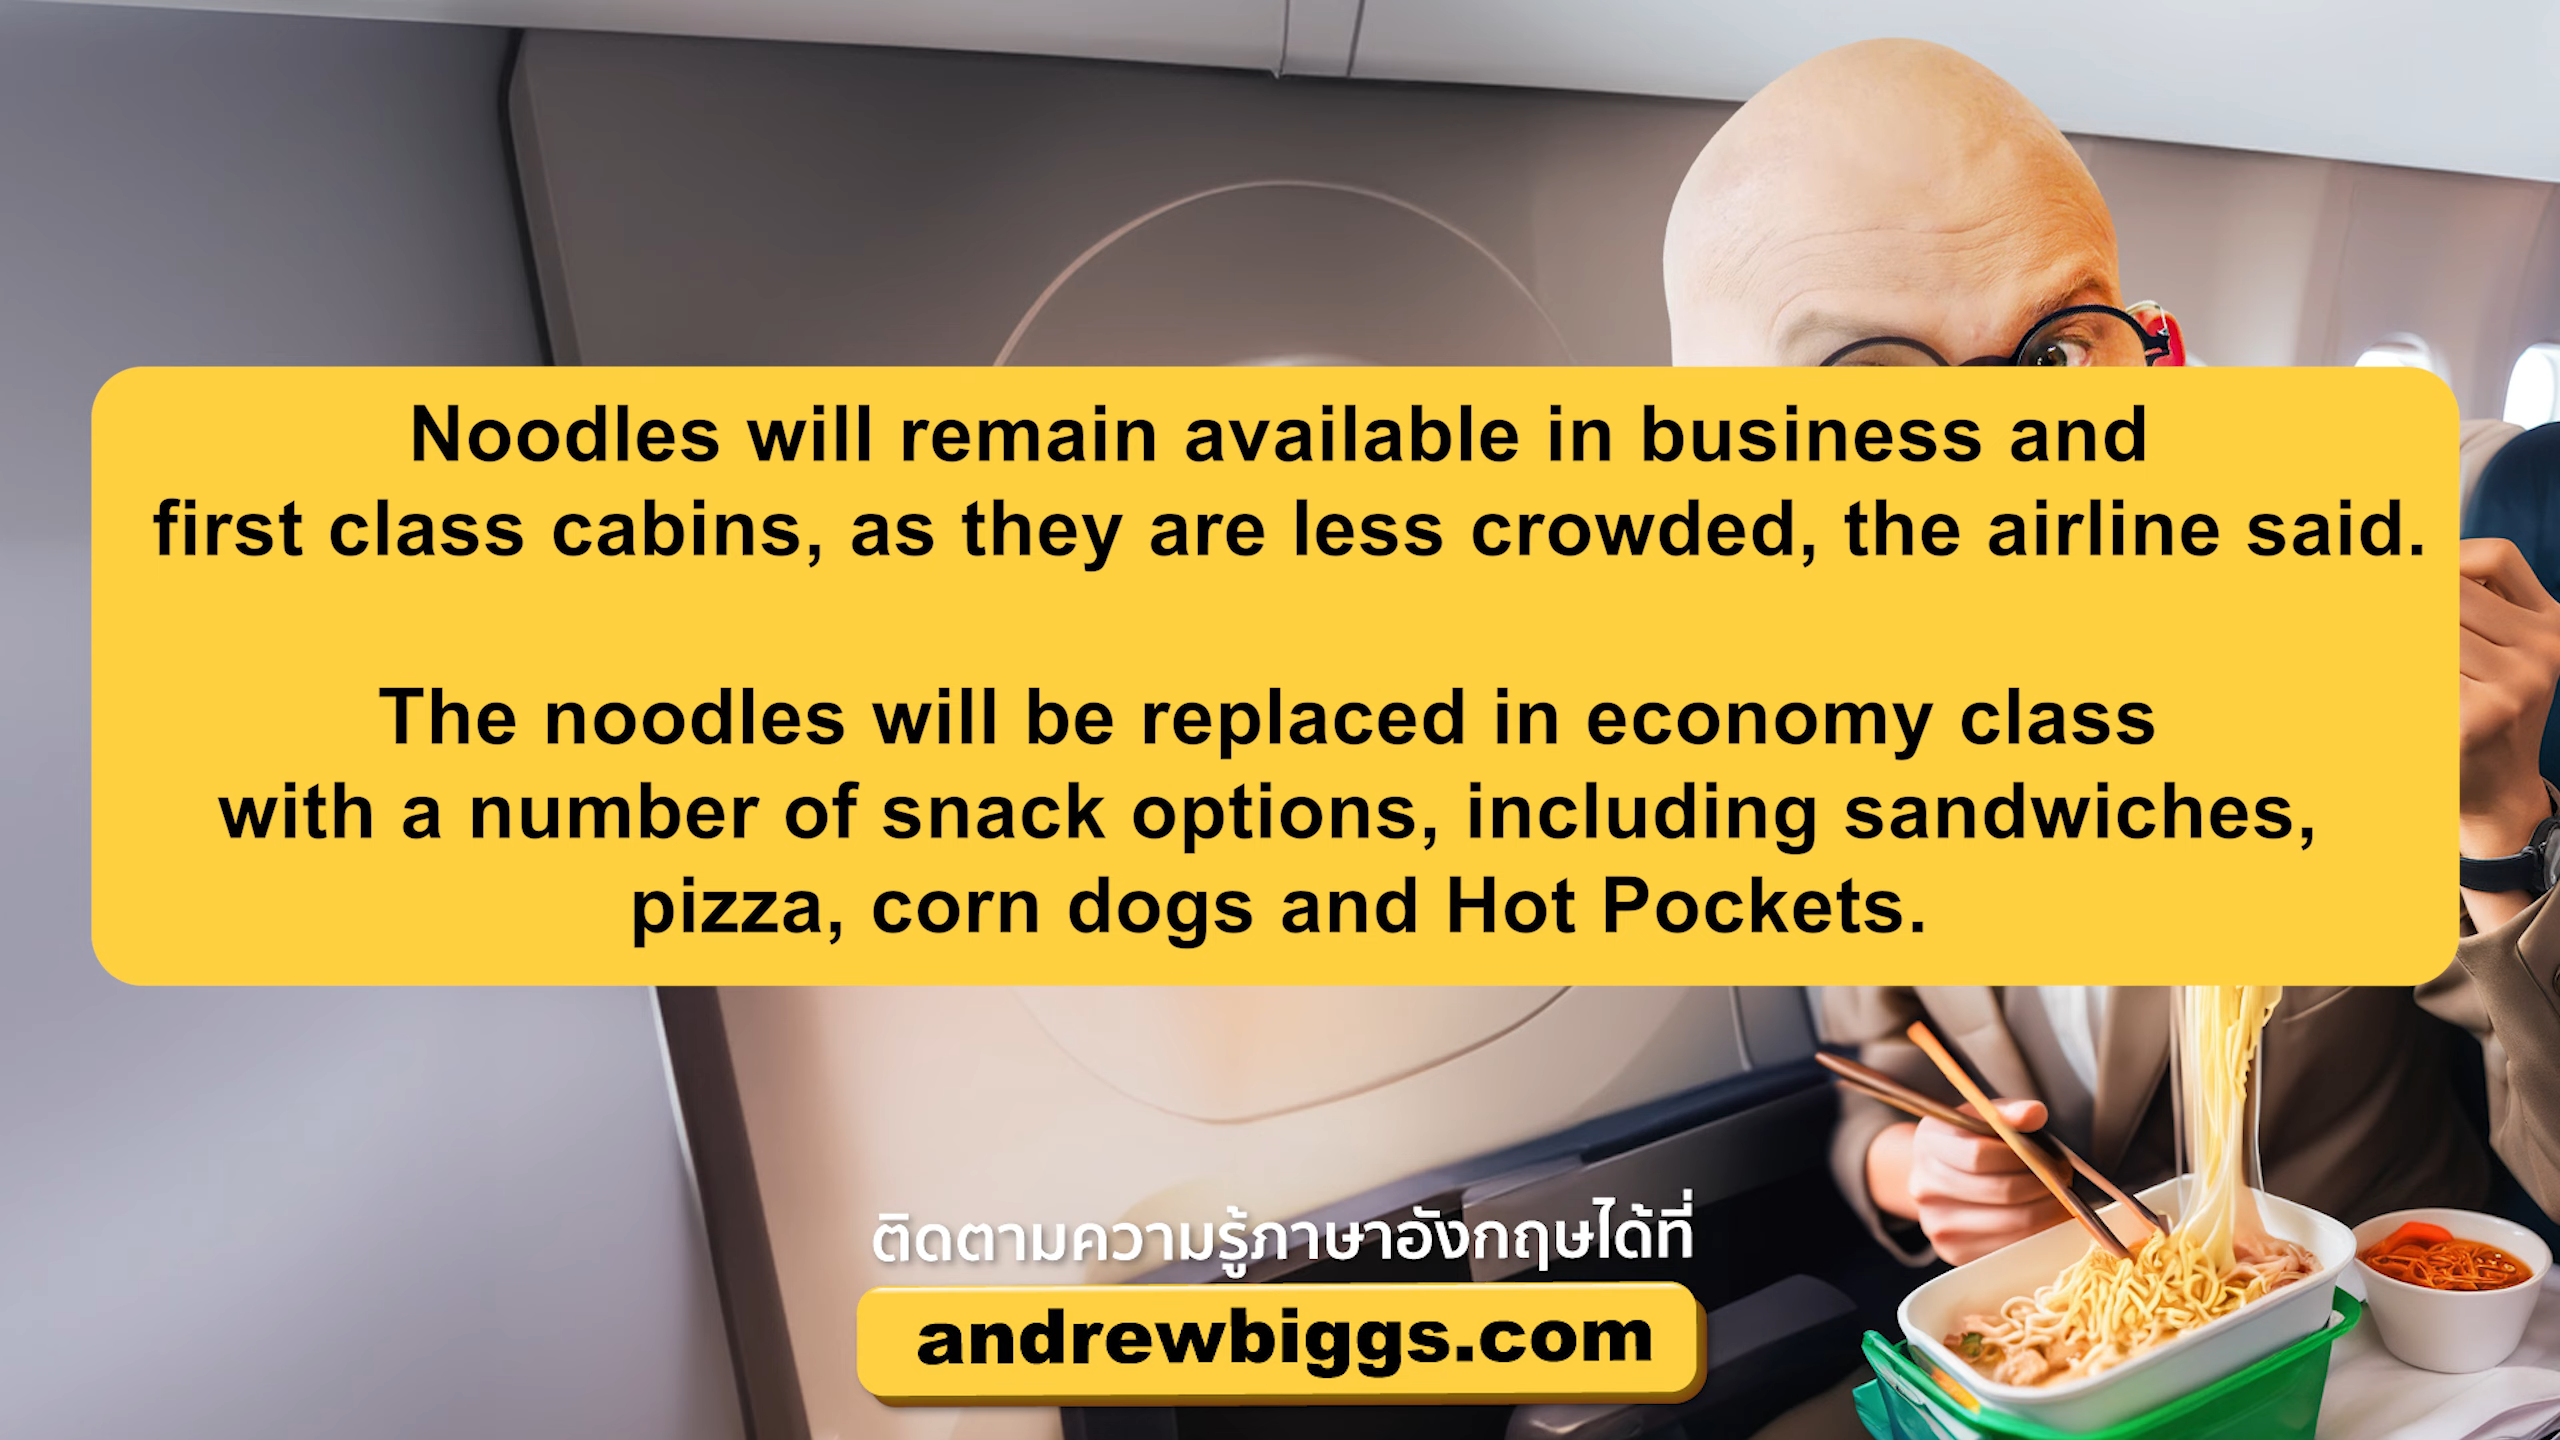 Noodles will remain available in business and
first class cabins, as they are less crowded, the airline said.
The noodles will be replaced in economy class
with a number of snack options, including sandwiches,
pizza, corn dogs and Hot Pockets.
ติดตามความรู้ภาษาอังกฤษได้ที่
andrewbiggs.com